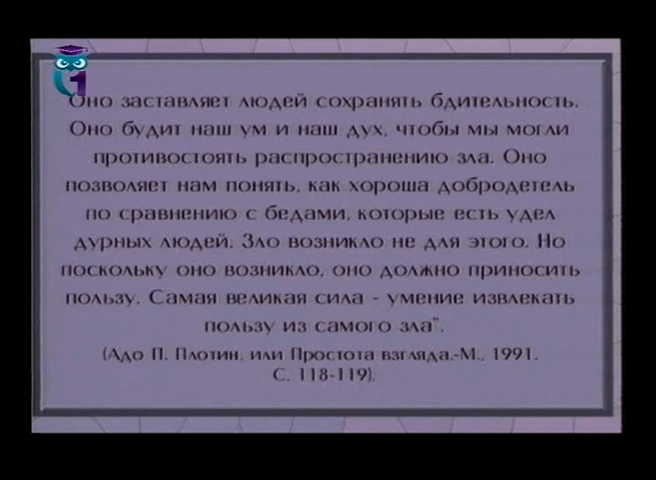 1
Оно заставляет людей сохранять бдительность.
Оно будит наш ум и наш дух, чтобы мы могли
противостоять распространению зла. Оно
позволяет нам понять, как хороша добродетель
по сравнению с бедами, которые есть удел
дурных людей. Зло возникло не для этого. Но
поскольку оно возникло, оно должно приносить
пользу. Самая великая сила - умение извлекать
пользу из самого зла".
(Адо П. Плотин, или Простота взгляда.-М., 1991.
С. 118-119).